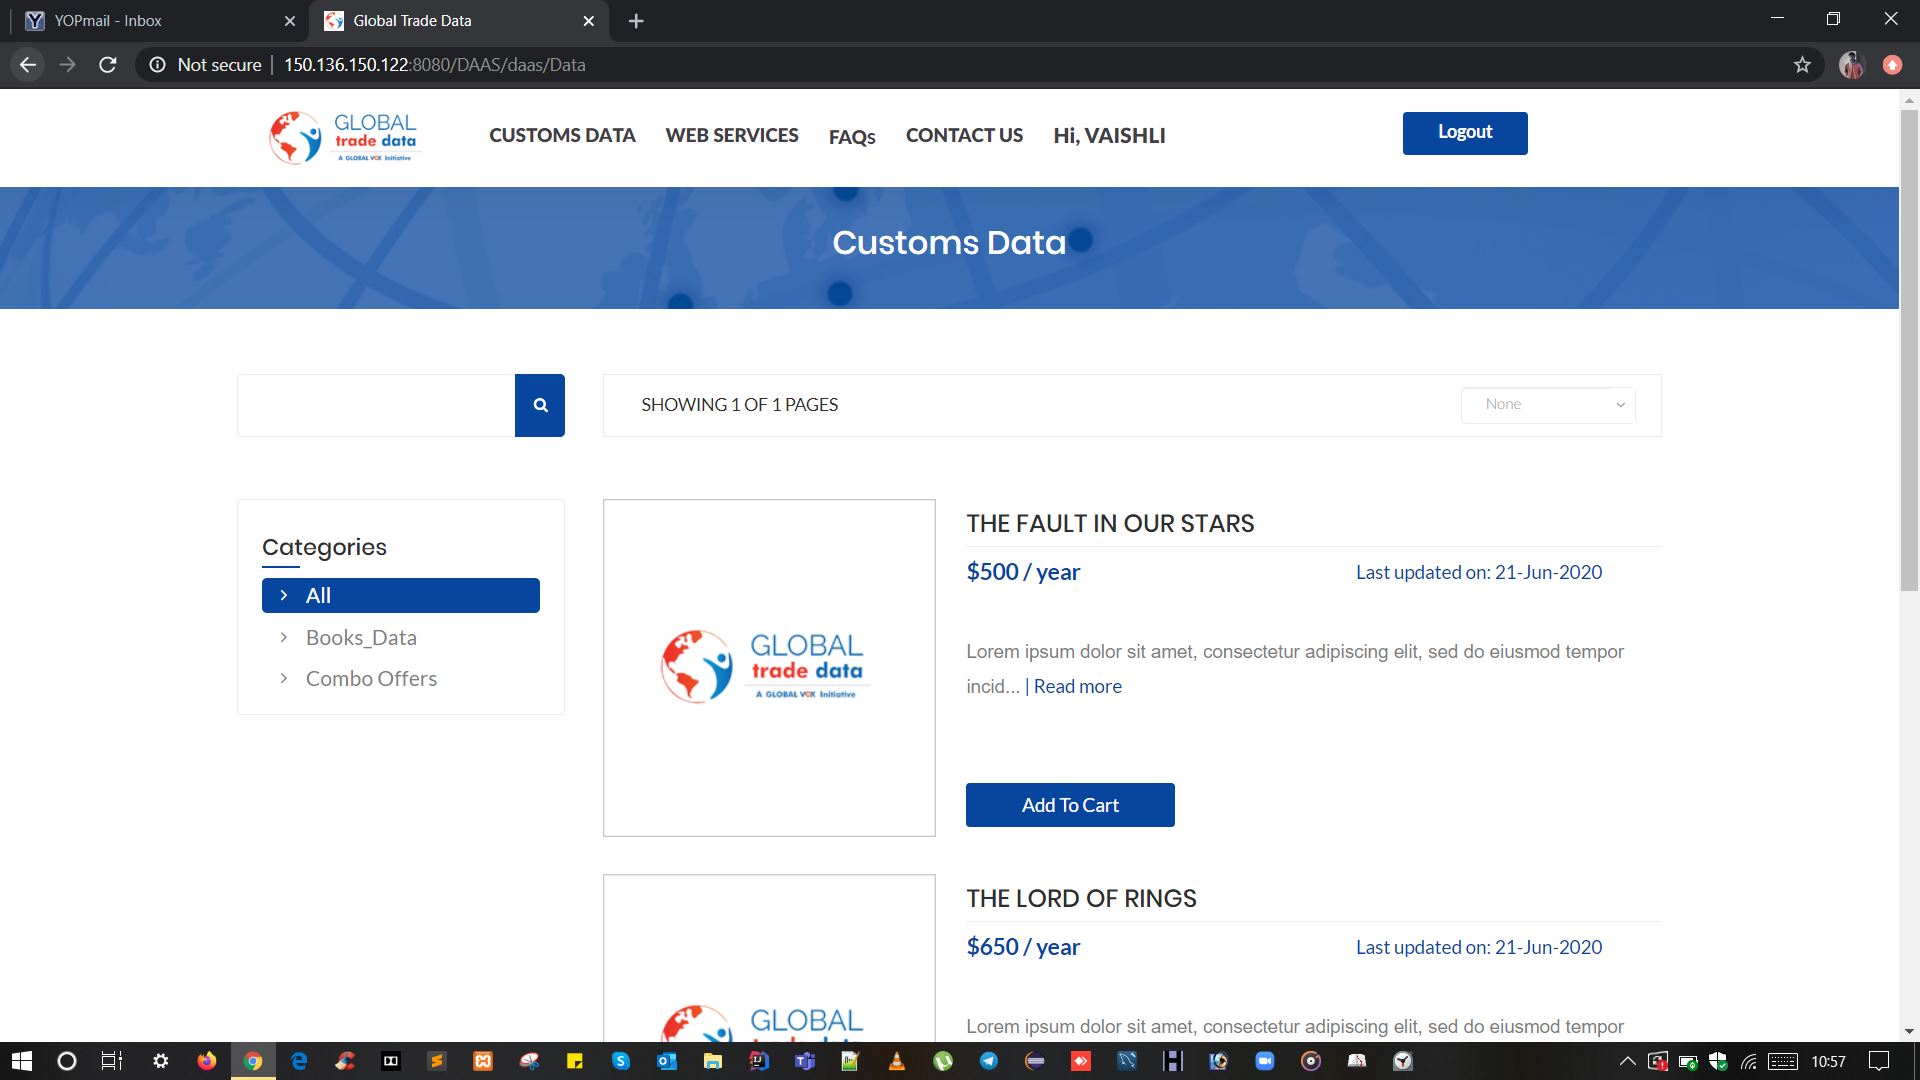 YOPmail - Inbox
Global Trade Data
Not secure
150.136.150.122:8080/DAAS/daas/Data
GLOBAL
trade data
A GLOBAL VOX Initiative
CUSTOMS DATA
WEB SERVICES
FAQs
CONTACT US
Hi, VAISHLI
Logout
Customs Data
SHOWING 1 OF 1 PAGES
None
Categories
All
Books_Data
Combo Offers
GLOBAL
trade data
A GLOBAL VOX Initiative
THE FAULT IN OUR STARS
$500 / year
Last updated on: 21-Jun-2020
Lorem ipsum dolor sit amet, consectetur adipiscing elit, sed do eiusmod tempor
incid... | Read more
Add To Cart
GLOBAL
THE LORD OF RINGS
$650 / year
Last updated on: 21-Jun-2020
Lorem ipsum dolor sit amet, consectetur adipiscing elit, sed do eiusmod tempor
10:57